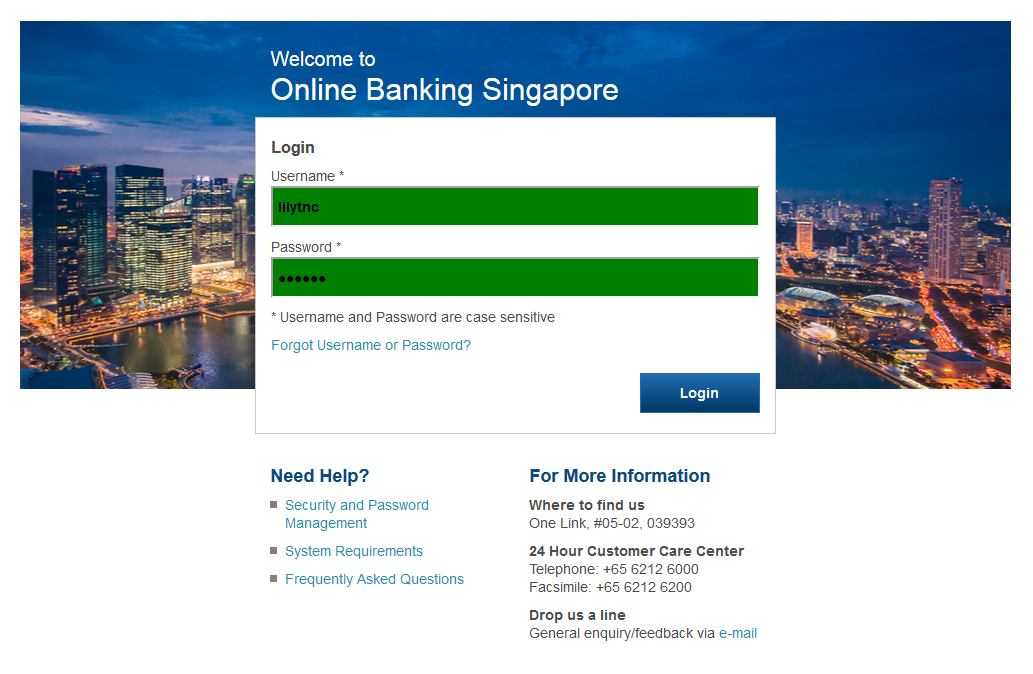 Welcome to
Online Banking Singapore
Login
Username *
lilytnc
Password *
●●●●●●
* Username and Password are case sensitive
Forgot Username or Password?
Login
Need Help?
Security and Password
Management
System Requirements
Frequently Asked Questions
For More Information
Where to find us
One Link, #05-02, 039393
24 Hour Customer Care Center
Telephone: +65 6212 6000
Facsimile: +65 6212 6200
Drop us a line
General enquiry/feedback via e-mail